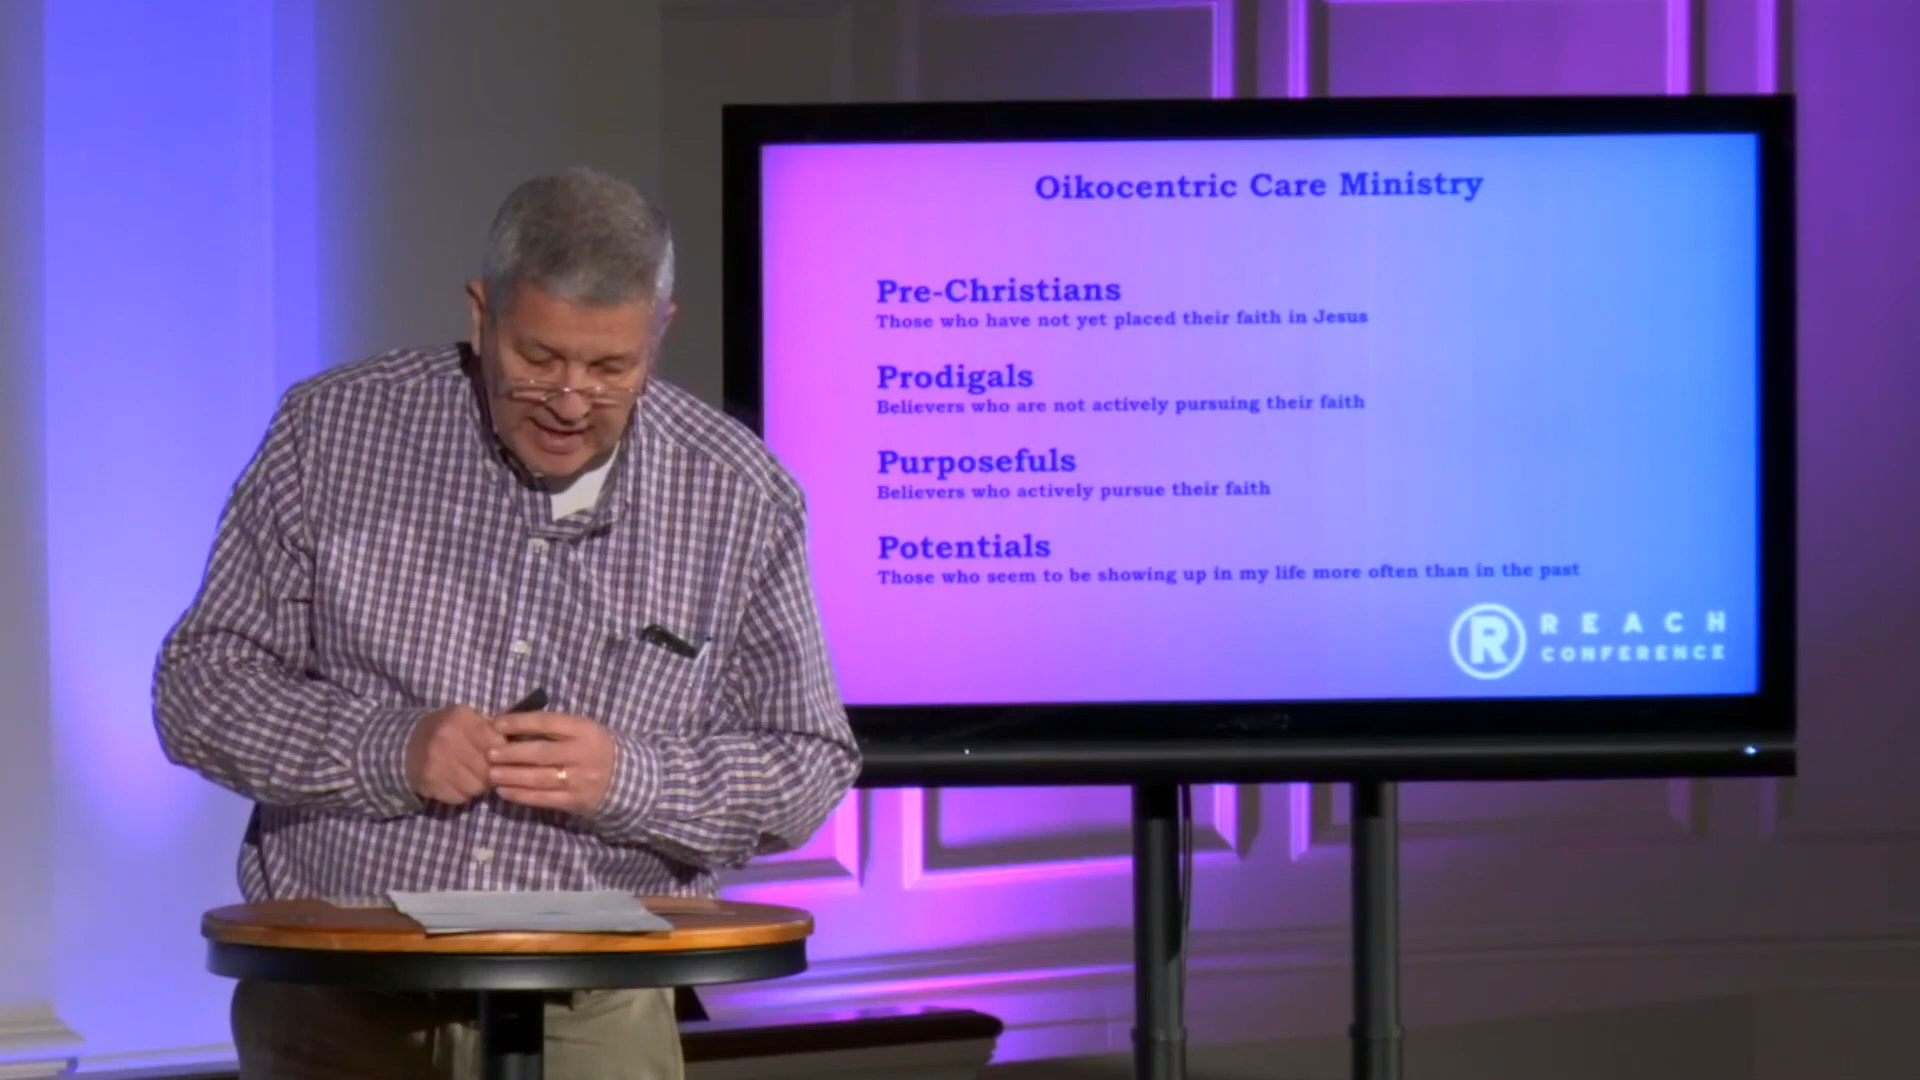 Oikocentric Care Ministry
Pre-Christians
Those who have not yet placed their faith in Jesus
Prodigals
Believers who are not actively pursuing their faith
Purposefuls
Believers who actively pursue their faith
Potentials
Those who seem to be showing up in my life more often than in the past
R REACH
CONFERENCE